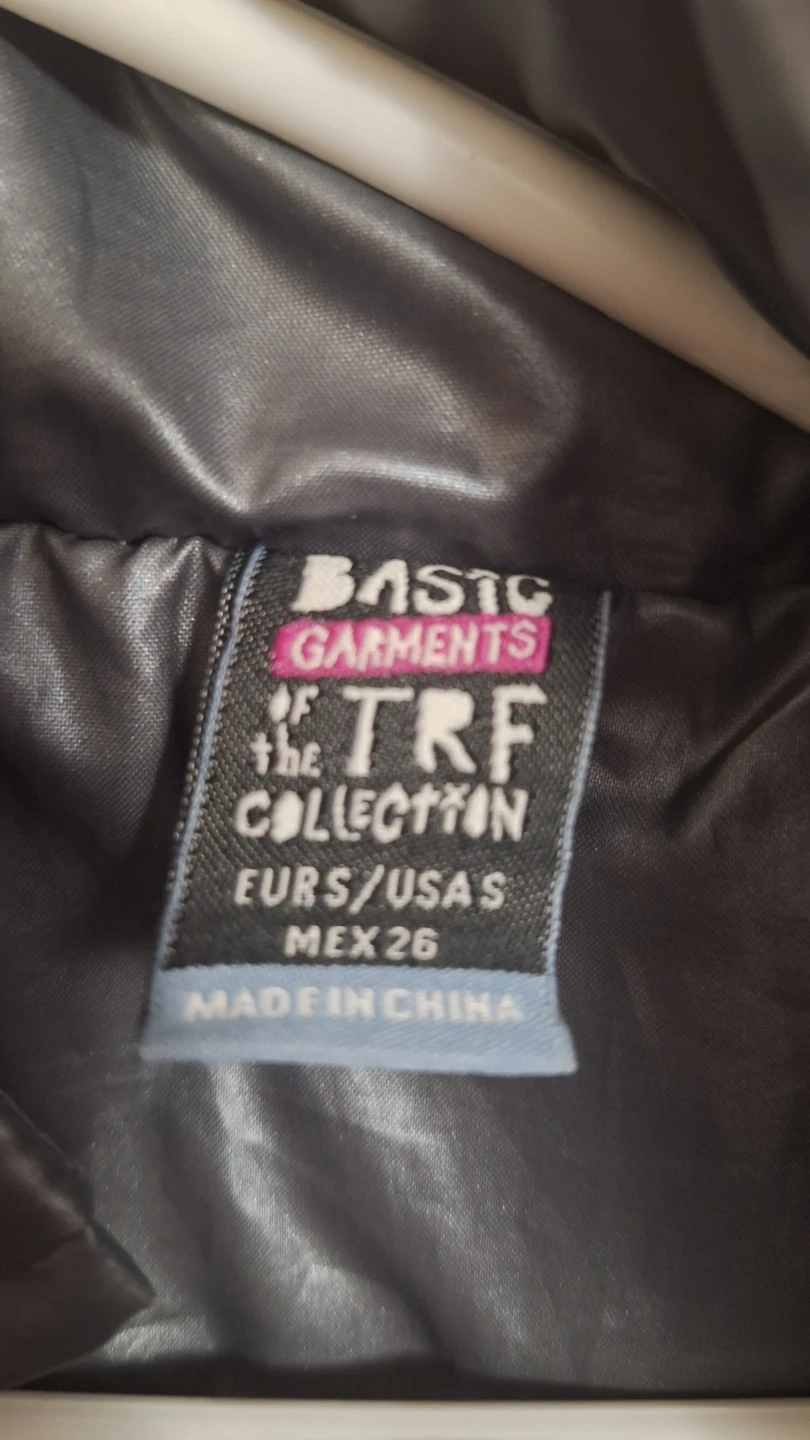 BASIC
GARMENTS
OF the TRF
COLLECTION
EUR S/USA S
MEX 26
MADE IN CHINA